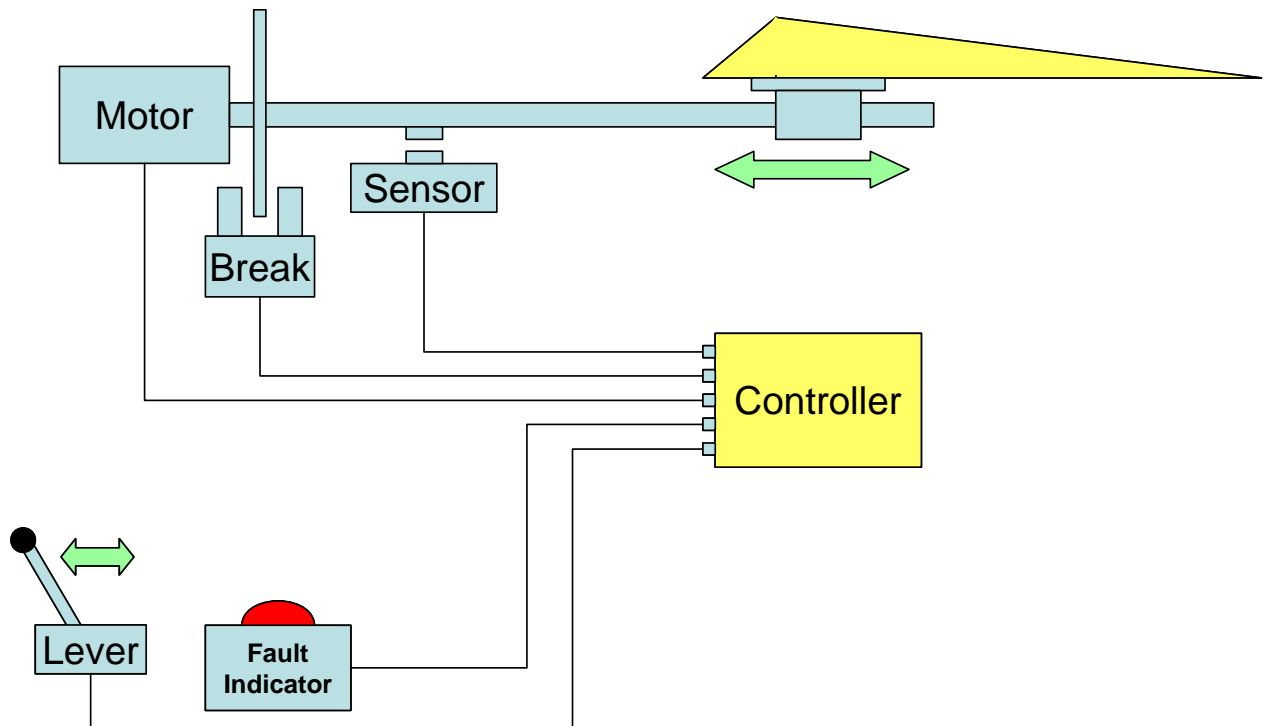 Motor
Sensor
Break
Controller
Lever
Fault
Indicator